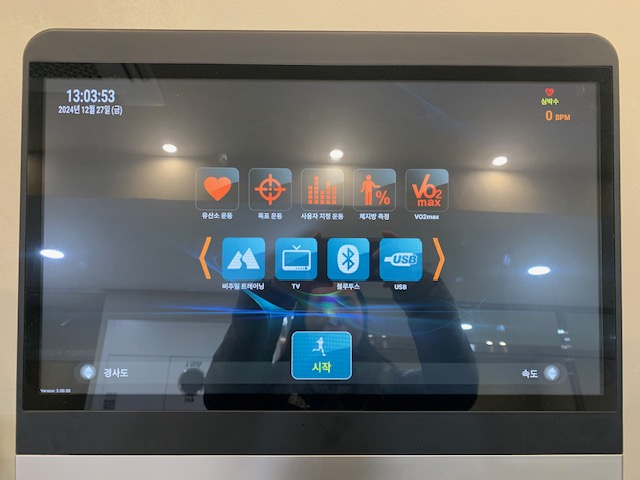 13:03:53
2024년 12월 27일 (금)
심박수
0 BPM
유산소 운동
목표 운동
사용자 지정 운동
%
체지방 측정
VO2
max
VO2max
비주얼 트레이닝
TV
블루투스
USB
USB
시작
경사도
속도
Version: 3.00.00